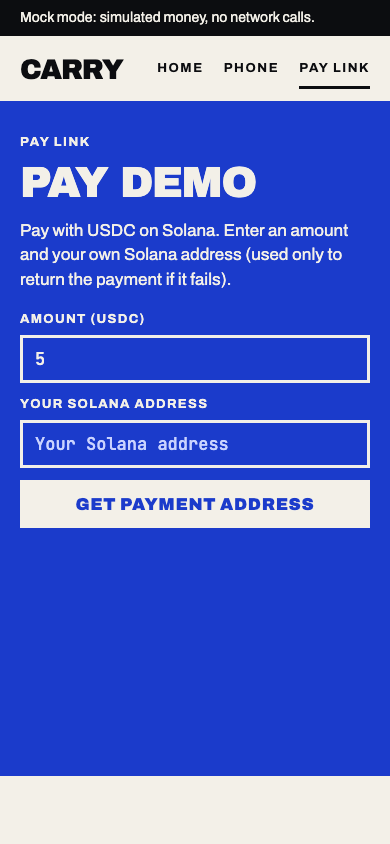 Mock mode: simulated money, no network calls.
CARRY
HOME PHONE PAY LINK
PAY LINK
PAY DEMO
Pay with USDC on Solana. Enter an amount
and your own Solana address (used only to
return the payment if it fails).
AMOUNT (USDC)
5
YOUR SOLANA ADDRESS
Your Solana address
GET PAYMENT ADDRESS